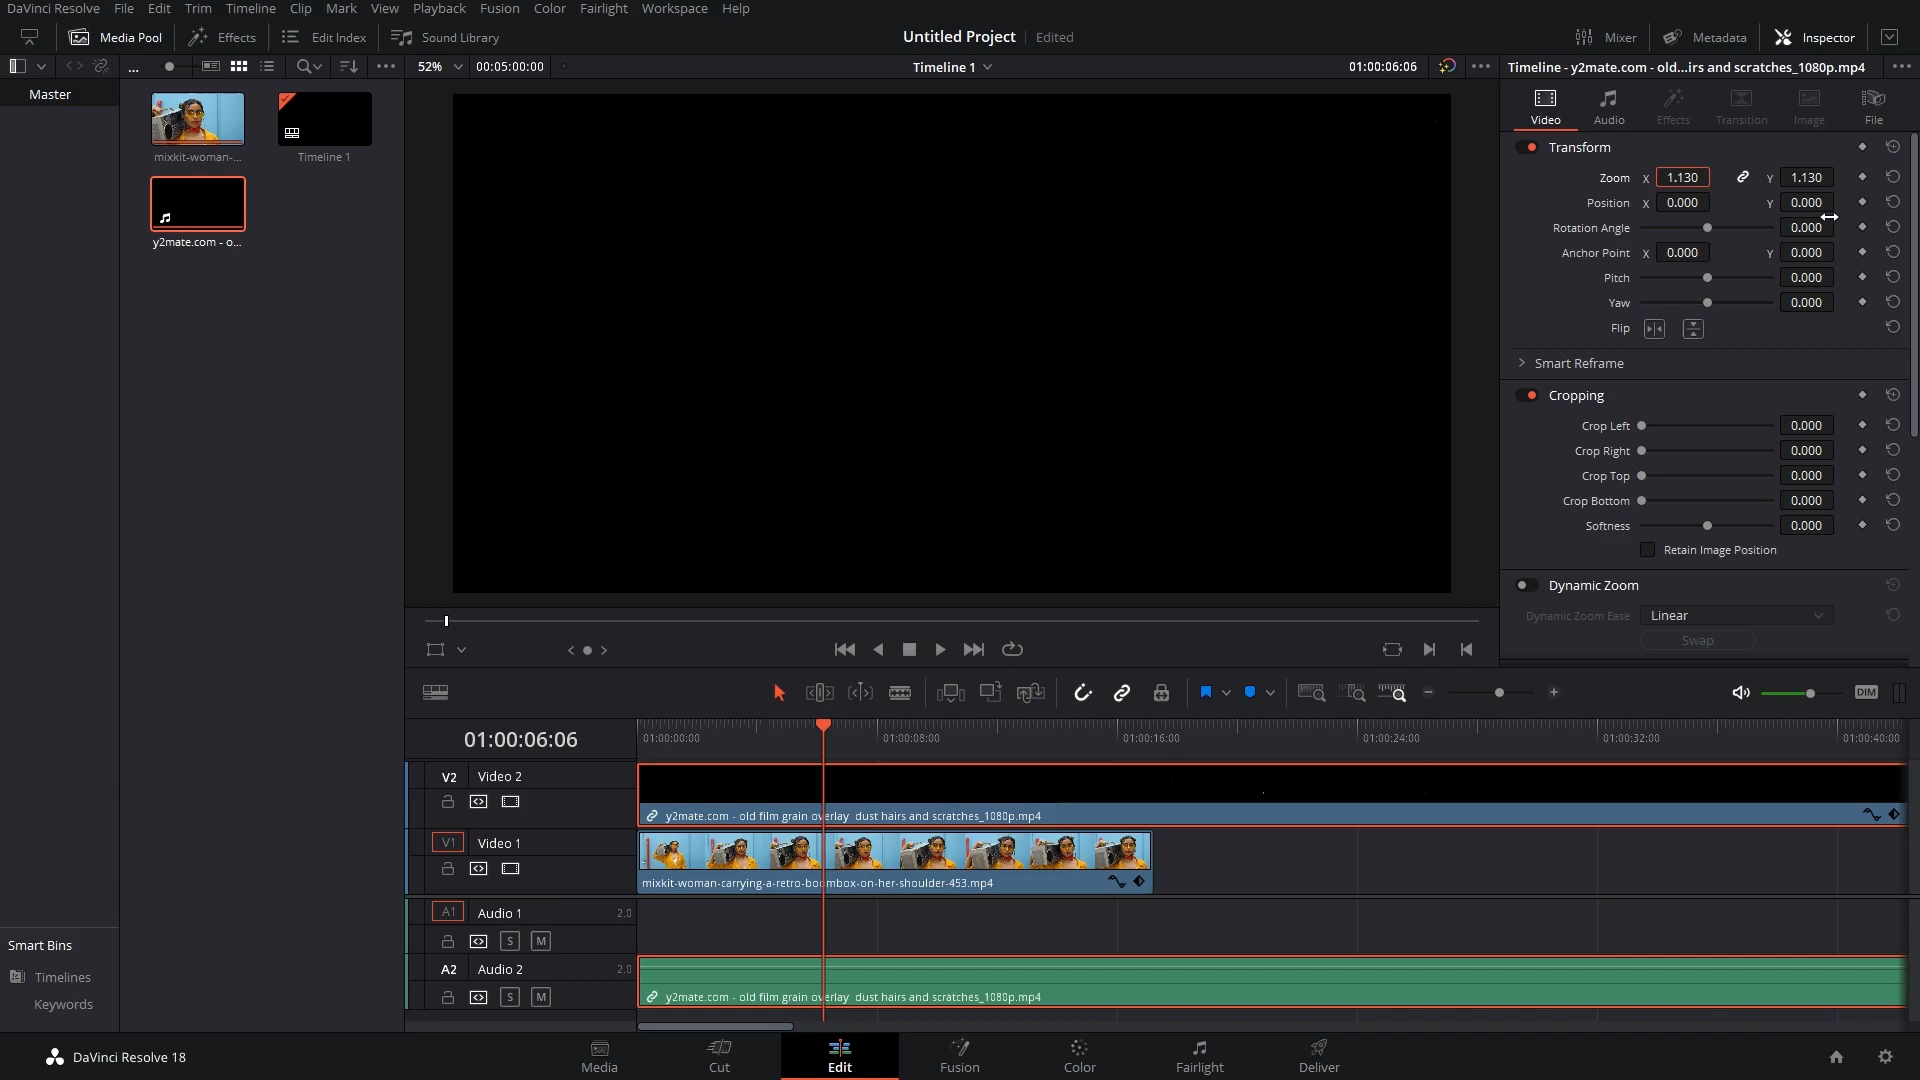 DaVinci Resolve File Edit Trim Timeline Clip Mark View Playback Fusion Color Fairlight Workspace Help
Media Pool Effects Edit Index Sound Library Untitled Project Edited Mixer Metadata Inspector
52% 00:05:00:00 Timeline 1 01:00:06:06 Timeline - y2mate.com - old...irs and scratches_1080p.mp4
Master
mixkit-woman-...
Timeline 1
y2mate.com - o...
Video Audio Effects Transition Image File
Transform
Zoom X 1.130 Y 1.130
Position X 0.000 Y 0.000
Rotation Angle 0.000
Anchor Point X 0.000 Y 0.000
Pitch 0.000
Yaw 0.000
Flip
Smart Reframe
Cropping
Crop Left 0.000
Crop Right 0.000
Crop Top 0.000
Crop Bottom 0.000
Softness 0.000
Retain Image Position
Dynamic Zoom
Dynamic Zoom Ease Linear
Swap
DIM
01:00:06:06
01:00:00:00 01:00:08:00 01:00:16:00 01:00:24:00 01:00:32:00 01:00:40:00
V2 Video 2
y2mate.com - old film grain overlay dust hairs and scratches_1080p.mp4
V1 Video 1
mixkit-woman-carrying-a-retro-boombox-on-her-shoulder-453.mp4
A1 Audio 1 2.0
S M
A2 Audio 2 2.0
S M
y2mate.com - old film grain overlay dust hairs and scratches_1080p.mp4
Smart Bins
Timelines
Keywords
DaVinci Resolve 18
Media Cut Edit Fusion Color Fairlight Deliver